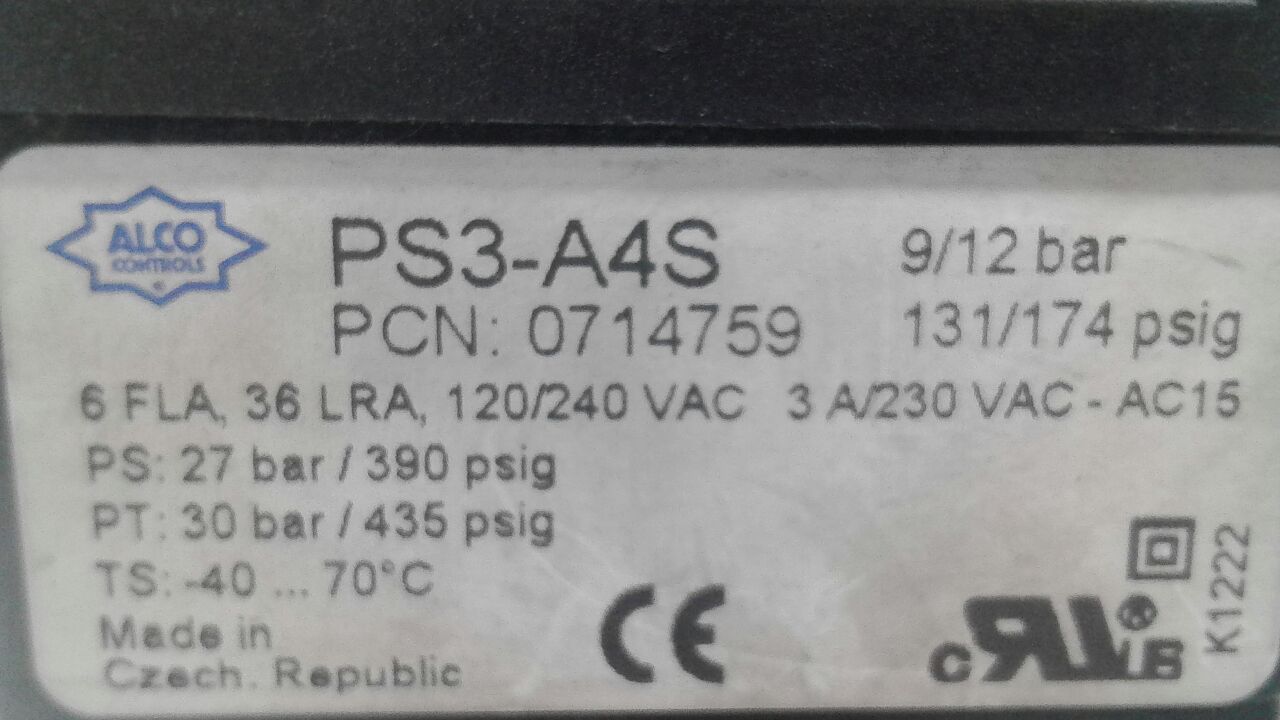 ALCO
CONTROLS
PS3-A4S
9/12 bar
PCN: 0714759
131/174 psig
6 FLA, 36 LRA, 120/240 VAC 3 A/230 VAC - AC15
PS: 27 bar / 390 psig
PT: 30 bar / 435 psig
TS: -40 ... 70°C
Made in
Czech. Republic
CE
K1222